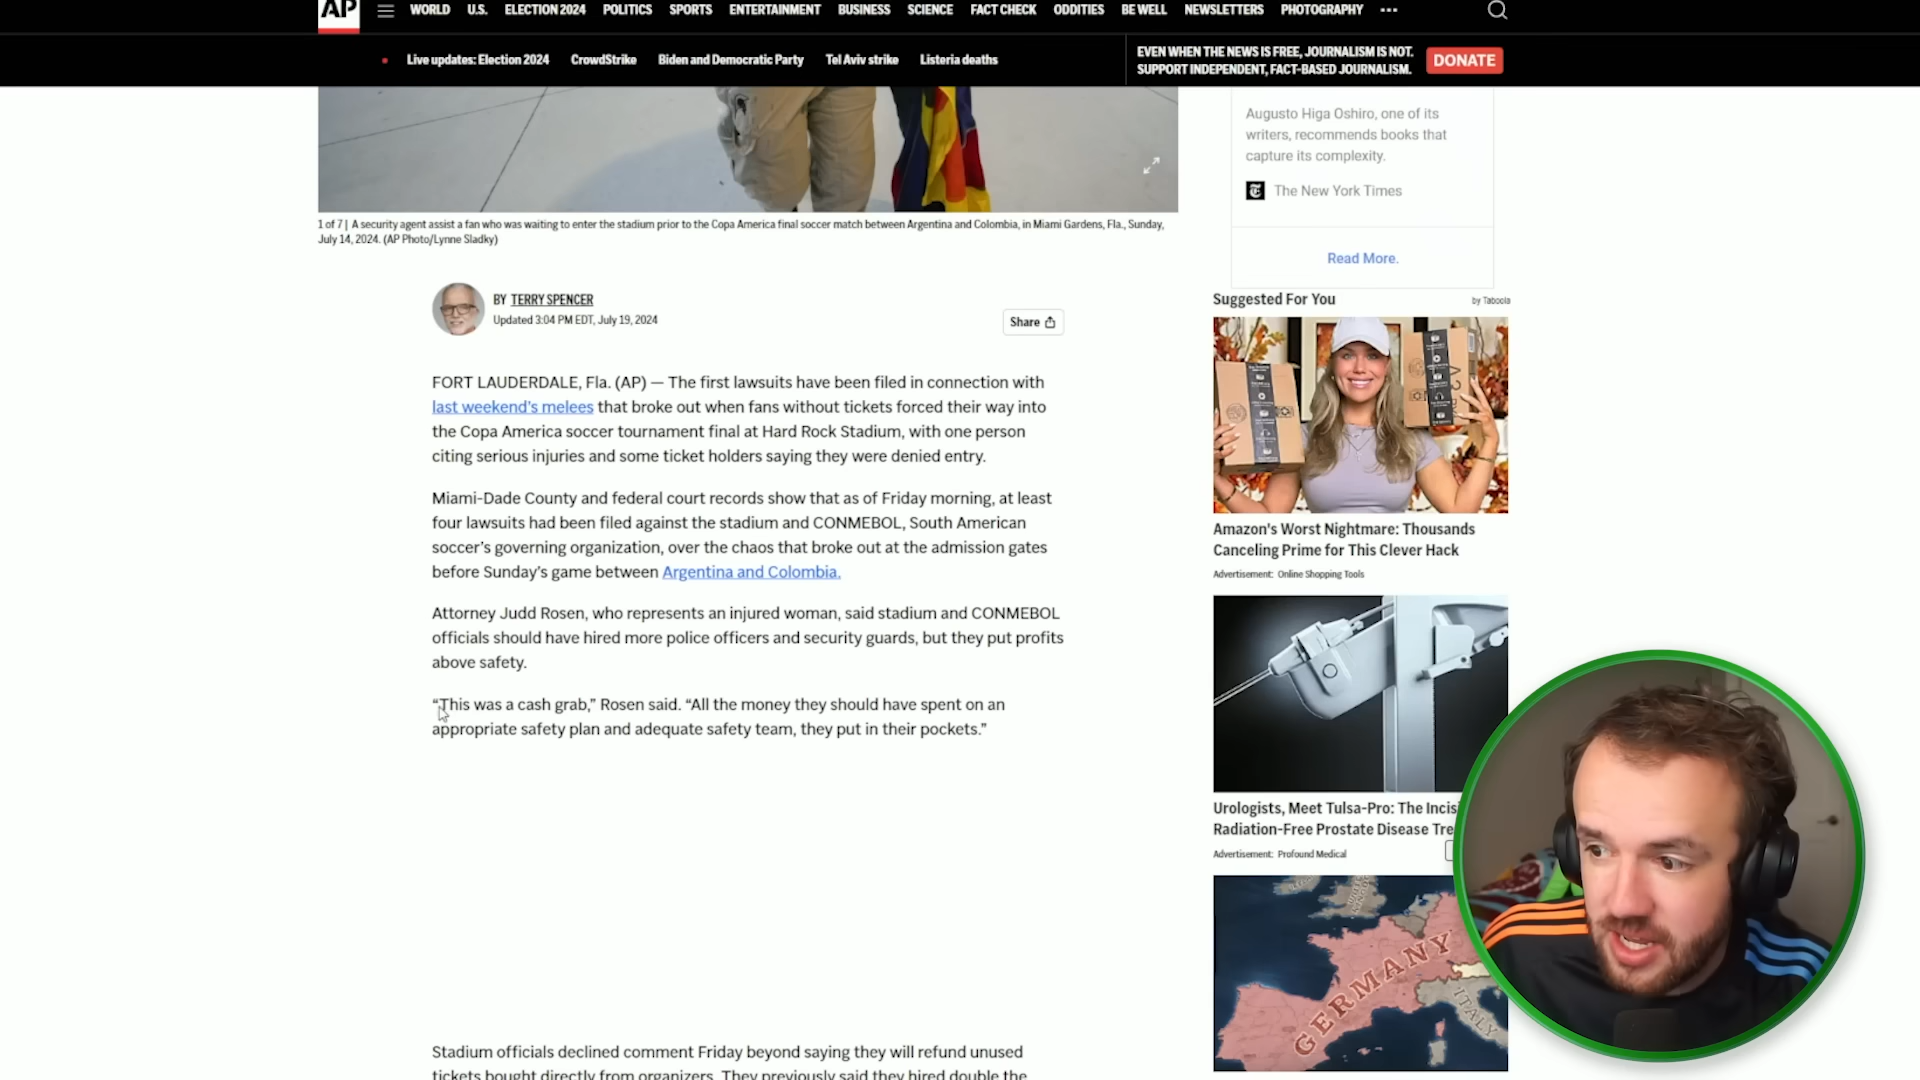 AP
WORLD U.S. ELECTION 2024 POLITICS SPORTS ENTERTAINMENT BUSINESS SCIENCE FACT CHECK ODDITIES BE WELL NEWSLETTERS PHOTOGRAPHY
Live updates: Election 2024 CrowdStrike Biden and Democratic Party Tel Aviv strike Listeria deaths
EVEN WHEN THE NEWS IS FREE, JOURNALISM IS NOT.
SUPPORT INDEPENDENT, FACT-BASED JOURNALISM.
DONATE
1 of 7 | A security agent assist a fan who was waiting to enter the stadium prior to the Copa America final soccer match between Argentina and Colombia, in Miami Gardens, Fla., Sunday,
July 14, 2024. (AP Photo/Lynne Sladky)
BY TERRY SPENCER
Updated 3:04 PM EDT, July 19, 2024
Share
FORT LAUDERDALE, Fla. (AP) — The first lawsuits have been filed in connection with
last weekend’s melees that broke out when fans without tickets forced their way into
the Copa America soccer tournament final at Hard Rock Stadium, with one person
citing serious injuries and some ticket holders saying they were denied entry.
Miami-Dade County and federal court records show that as of Friday morning, at least
four lawsuits had been filed against the stadium and CONMEBOL, South American
soccer’s governing organization, over the chaos that broke out at the admission gates
before Sunday’s game between Argentina and Colombia.
Attorney Judd Rosen, who represents an injured woman, said stadium and CONMEBOL
officials should have hired more police officers and security guards, but they put profits
above safety.
“This was a cash grab,” Rosen said. “All the money they should have spent on an
appropriate safety plan and adequate safety team, they put in their pockets.”
Stadium officials declined comment Friday beyond saying they will refund unused
tickets bought directly from organizers. They previously said they hired double the
Augusto Higa Oshiro, one of its
writers, recommends books that
capture its complexity.
The New York Times
Read More.
Suggested For You
by Taboola
Amazon's Worst Nightmare: Thousands
Canceling Prime for This Clever Hack
Advertisement: Online Shopping Tools
Urologists, Meet Tulsa-Pro: The Incisi
Radiation-Free Prostate Disease Tre
Advertisement: Profound Medical
GERMANY
ITALY